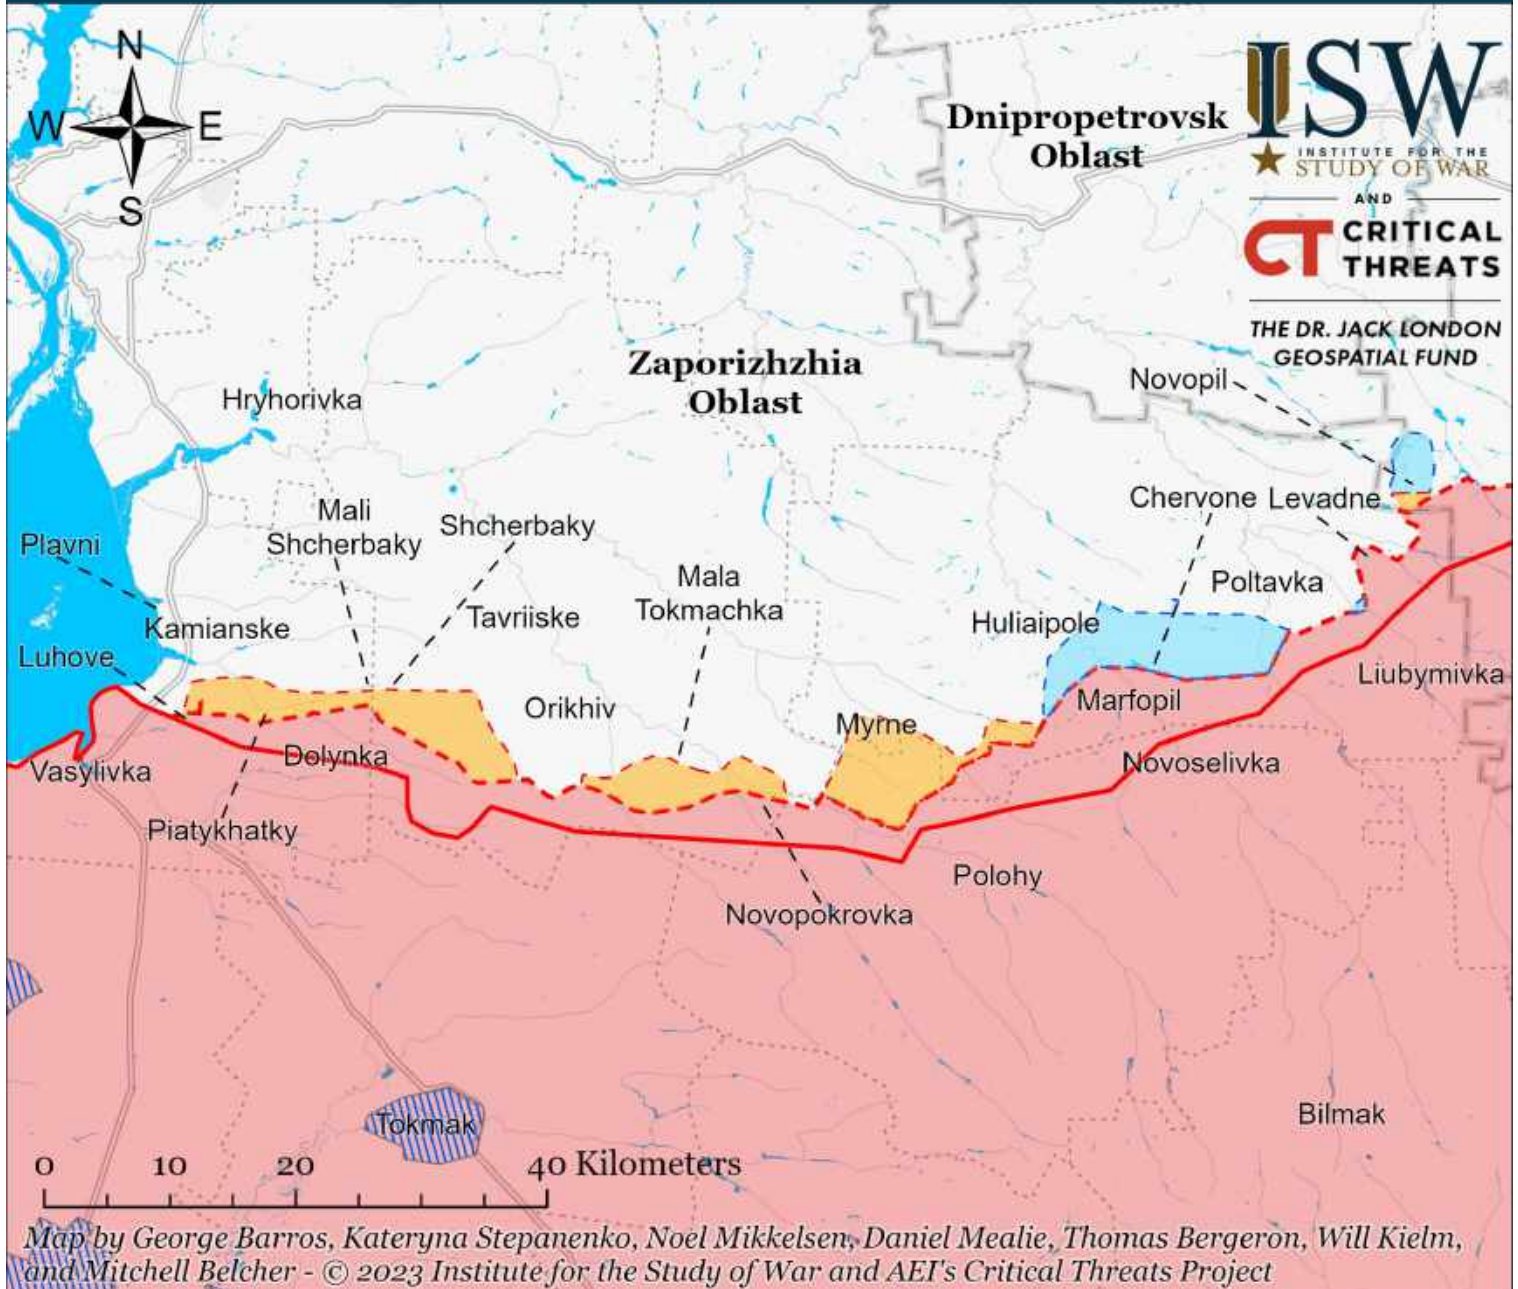 N
W E
S
Dnipropetrovsk
Oblast
ISW
INSTITUTE FOR THE
STUDY OF WAR
AND
CT CRITICAL
THREATS
THE DR. JACK LONDON
GEOSPATIAL FUND
Zaporizhzhia
Oblast
Novopil
Hryhorivka
Chervone
Levadne
Mali
Shcherbaky
Shcherbaky
Plavni
Mala
Tokmachka
Poltavka
Tavriiske
Huliaipole
Kamianske
Luhove
Liubymivka
Marfopil
Orikhiv
Myrne
Dolynka
Novoselivka
Vasylivka
Piatykhatky
Polohy
Novopokrovka
Tokmak
Bilmak
0 10 20 40 Kilometers
Map by George Barros, Kateryna Stepanenko, Noel Mikkelsen, Daniel Mealie, Thomas Bergeron, Will Kielm,
and Mitchell Belcher - © 2023 Institute for the Study of War and AEI's Critical Threats Project